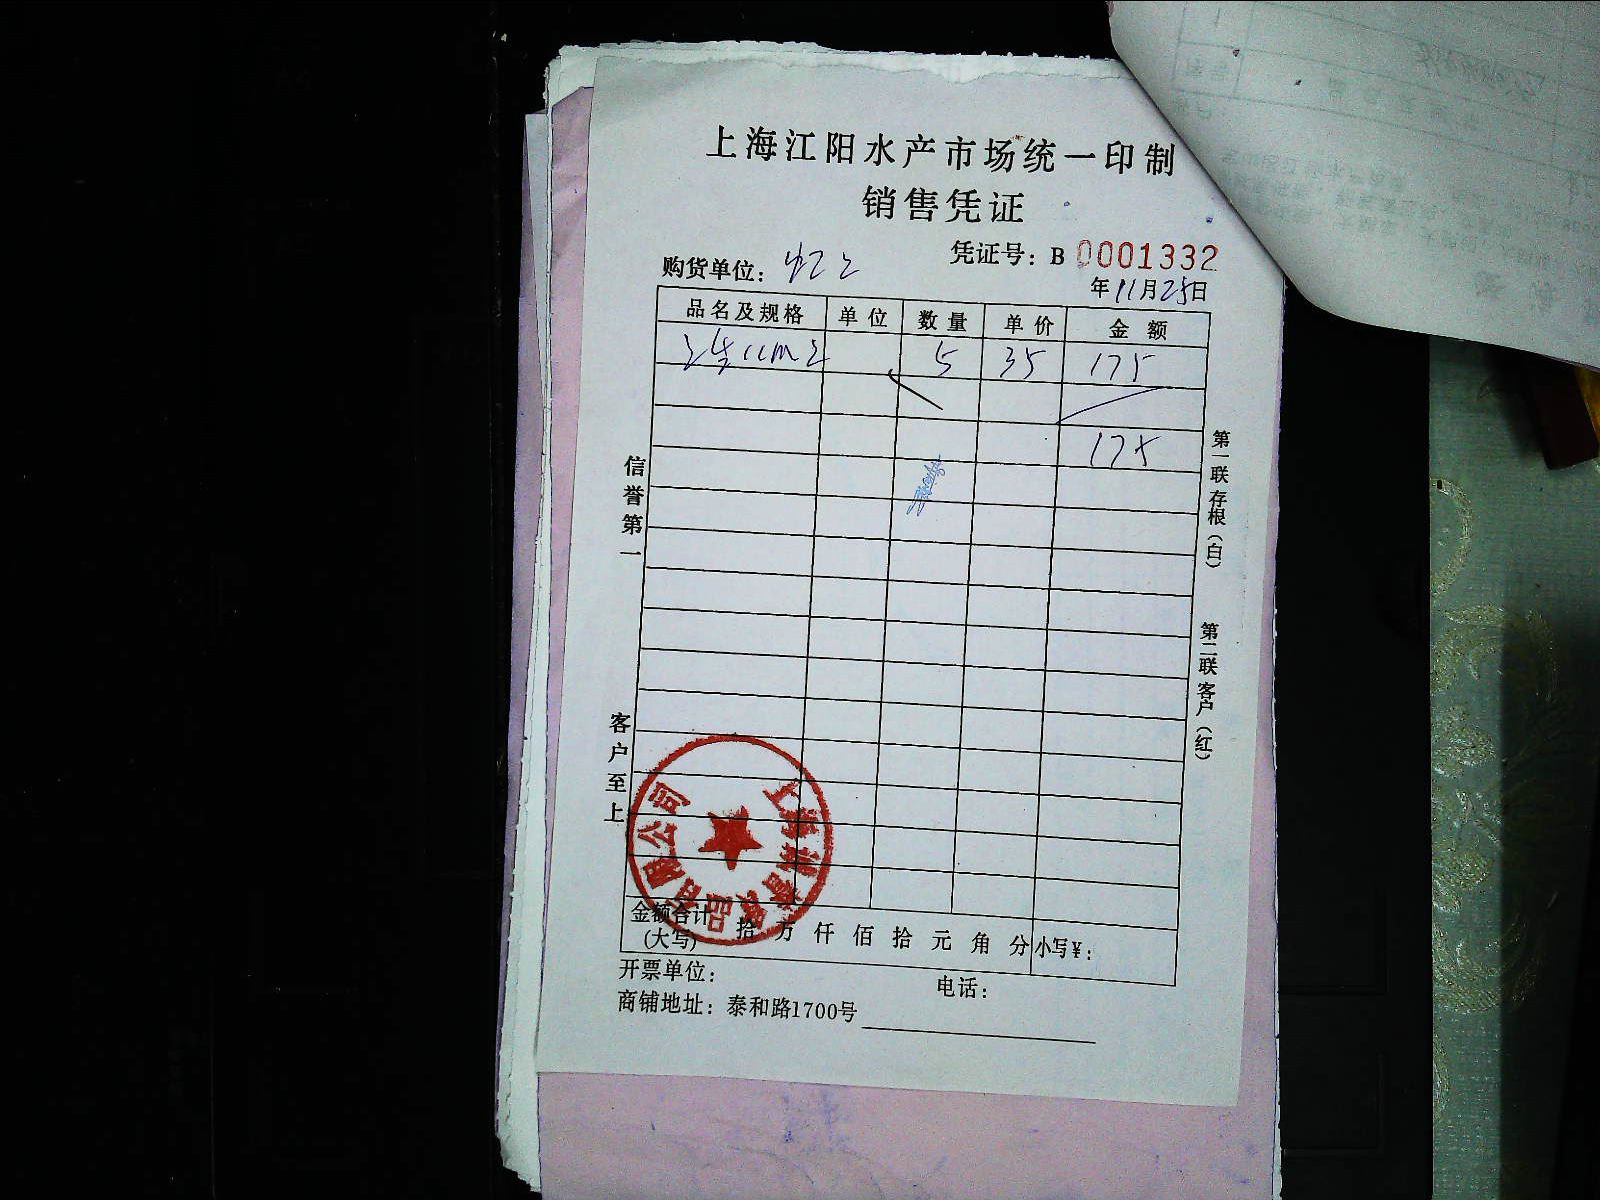 上海江阳水产市场统一印制
销售凭证
凭证号：B 0001332
购货单位：
年11月25日
品名及规格 单位 数量 单价 金额
5 35 175
175
信誉第一
客户至上
第一联存根（白）
第二联客户（红）
金额合计(大写) 拾 万 仟 佰 拾 元 角 分 小写¥：
开票单位： 电话：
商铺地址：泰和路1700号